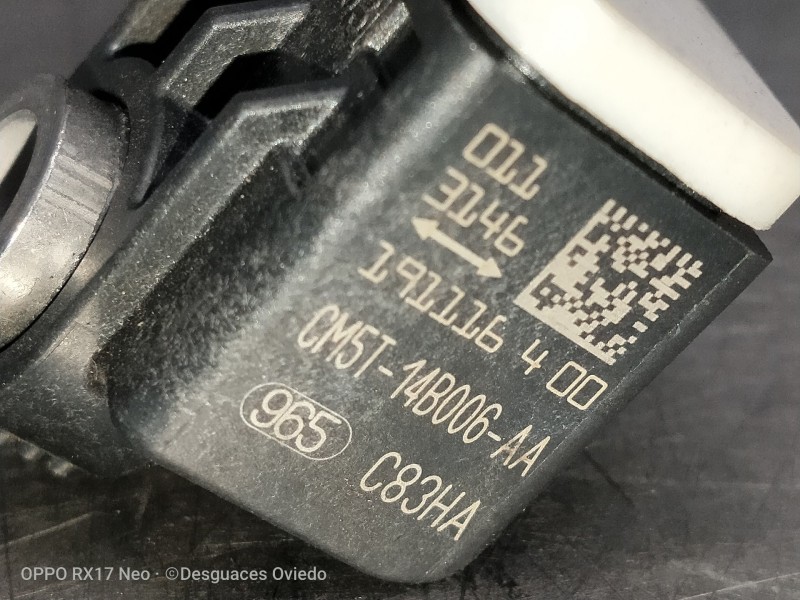 011
3146
191116 4 00
CM5T-14B006-AA
965 C83HA
OPPO RX17 Neo · ©Desguaces Oviedo